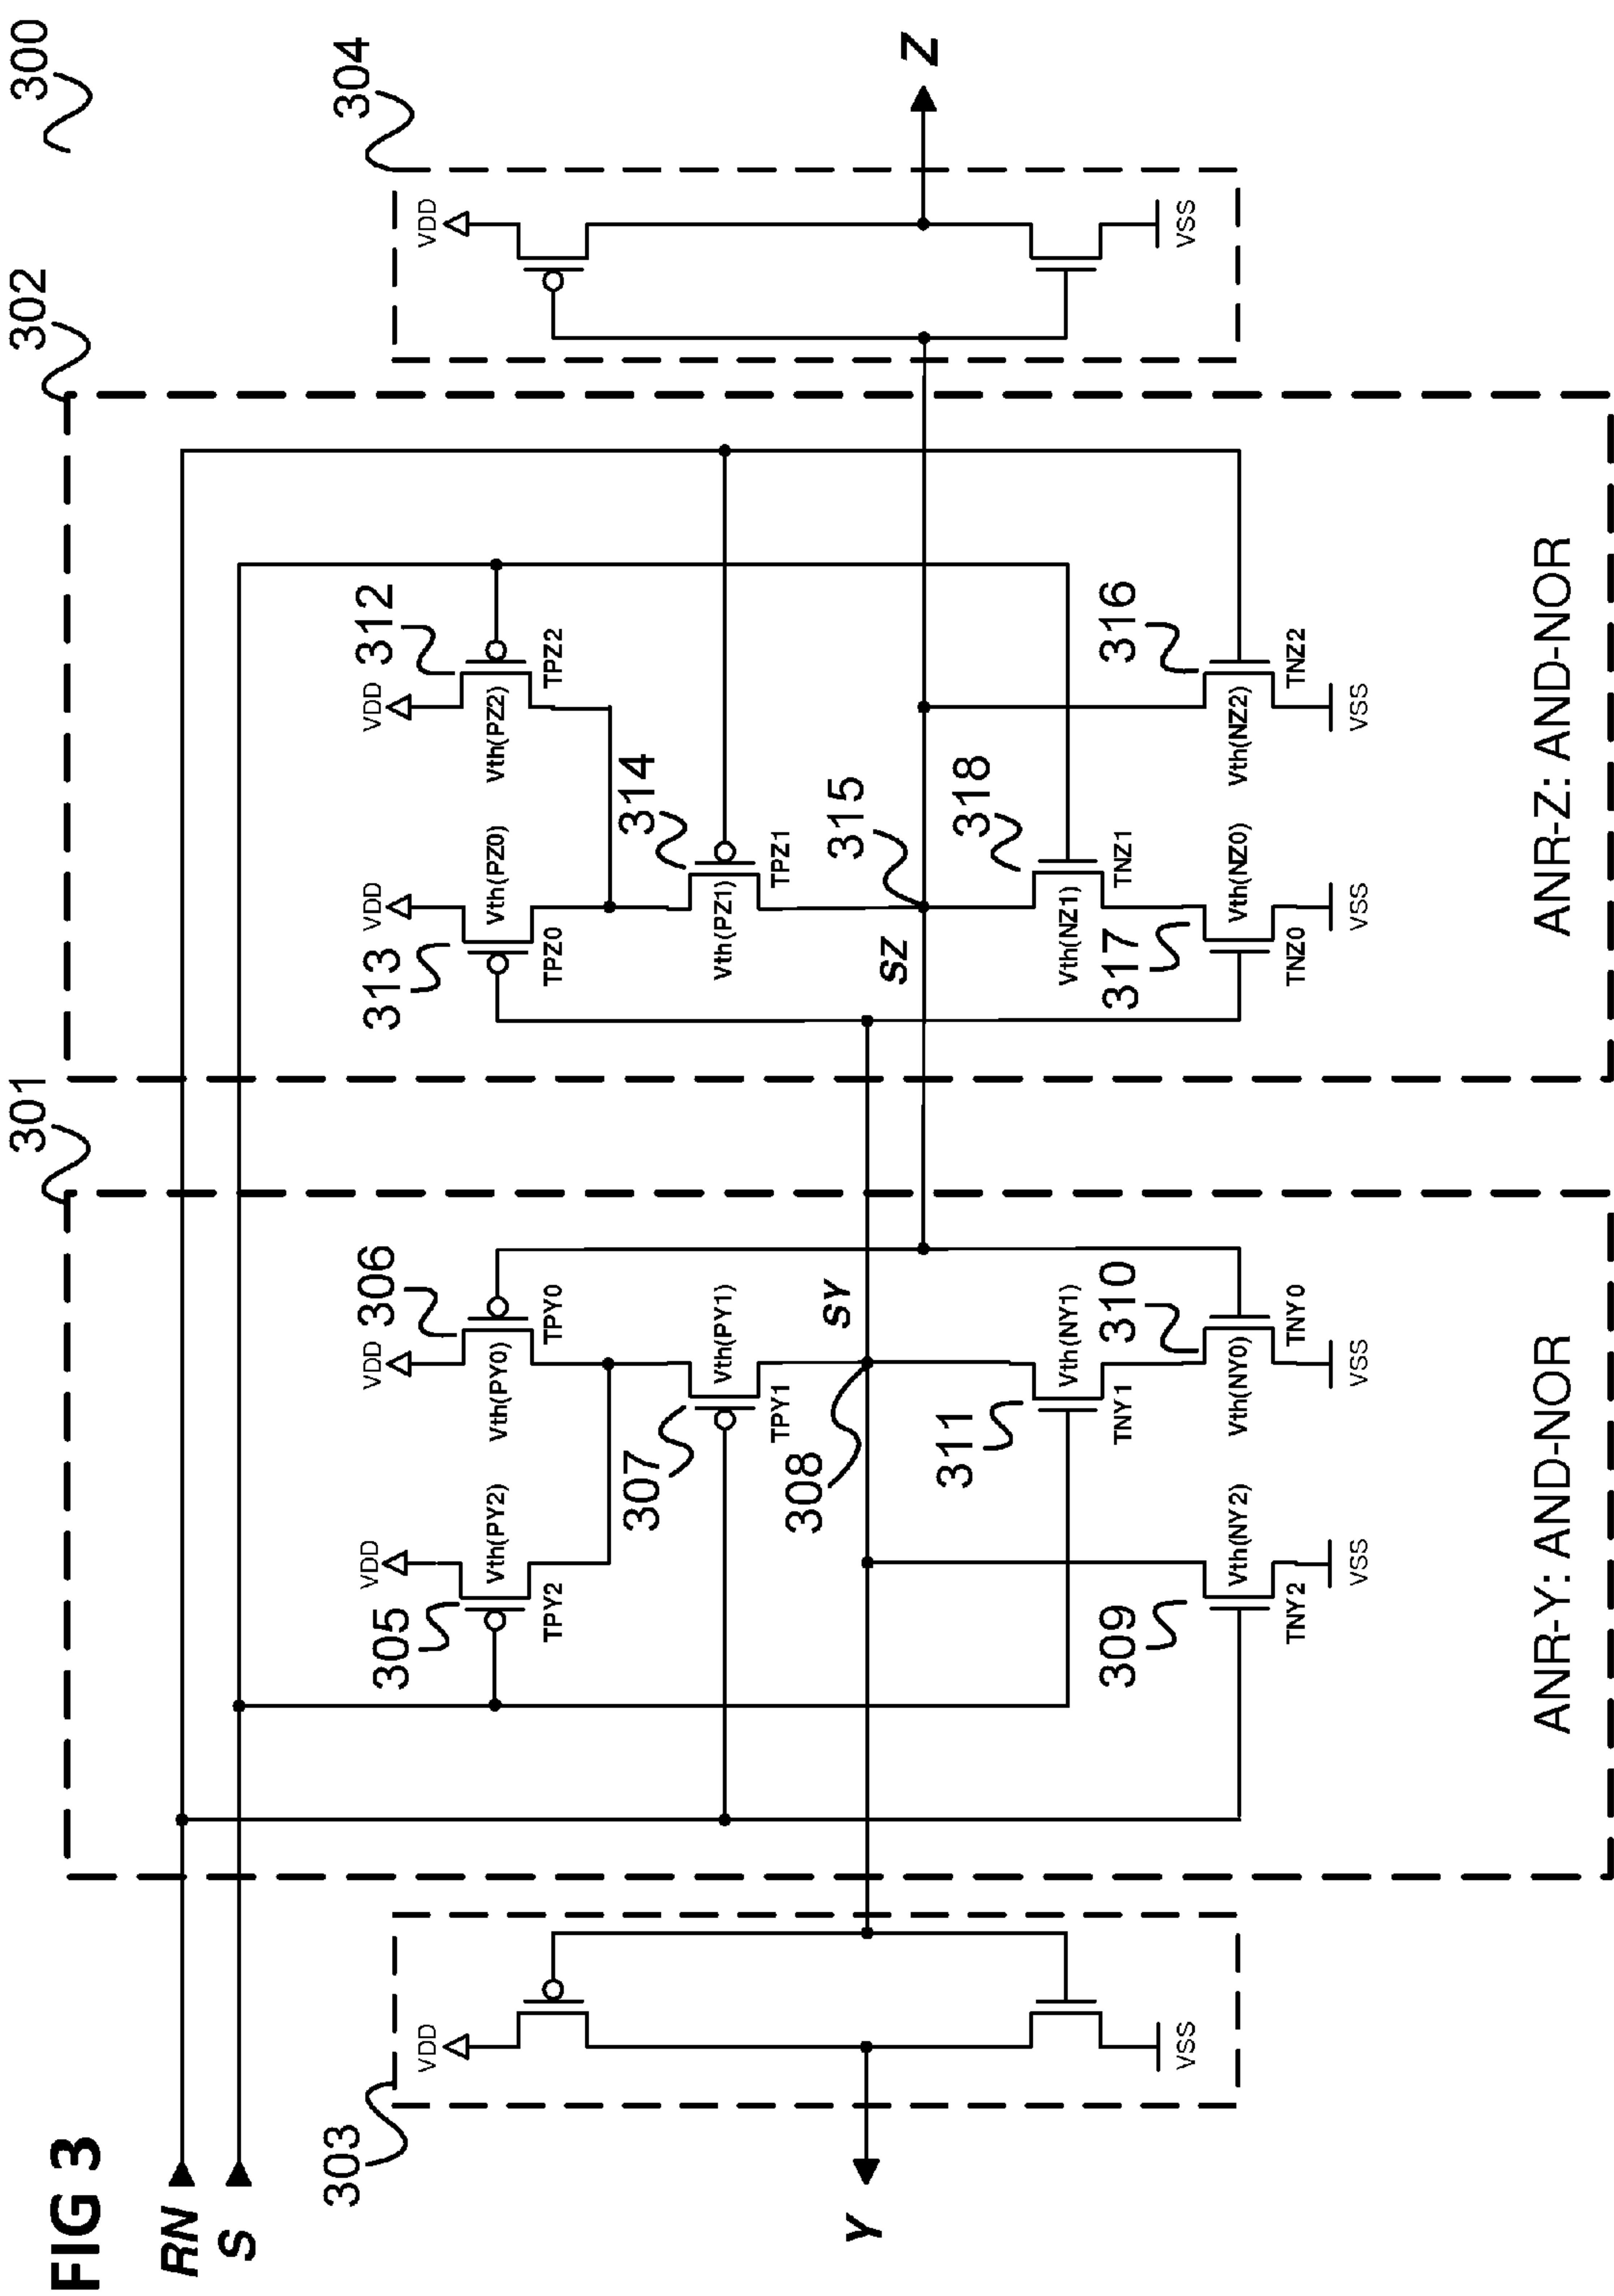 FIG 3
300
RN
S
301
302
303
304
VDD
VSS
Y
305
VDD
Vth(PY2)
TPY2
306
VDD
Vth(PY0)
TPY0
307
Vth(PY1)
TPY1
308
SY
311
Vth(NY1)
TNY1
309
Vth(NY2)
TNY2
VSS
310
Vth(NY0)
TNY0
VSS
ANR-Y: AND-NOR
313
VDD
Vth(PZ0)
TPZ0
312
VDD
Vth(PZ2)
TPZ2
314
Vth(PZ1)
TPZ1
315
SZ
318
Vth(NZ1)
TNZ1
317
Vth(NZ0)
TNZ0
VSS
316
Vth(NZ2)
TNZ2
VSS
ANR-Z: AND-NOR
VDD
VSS
Z